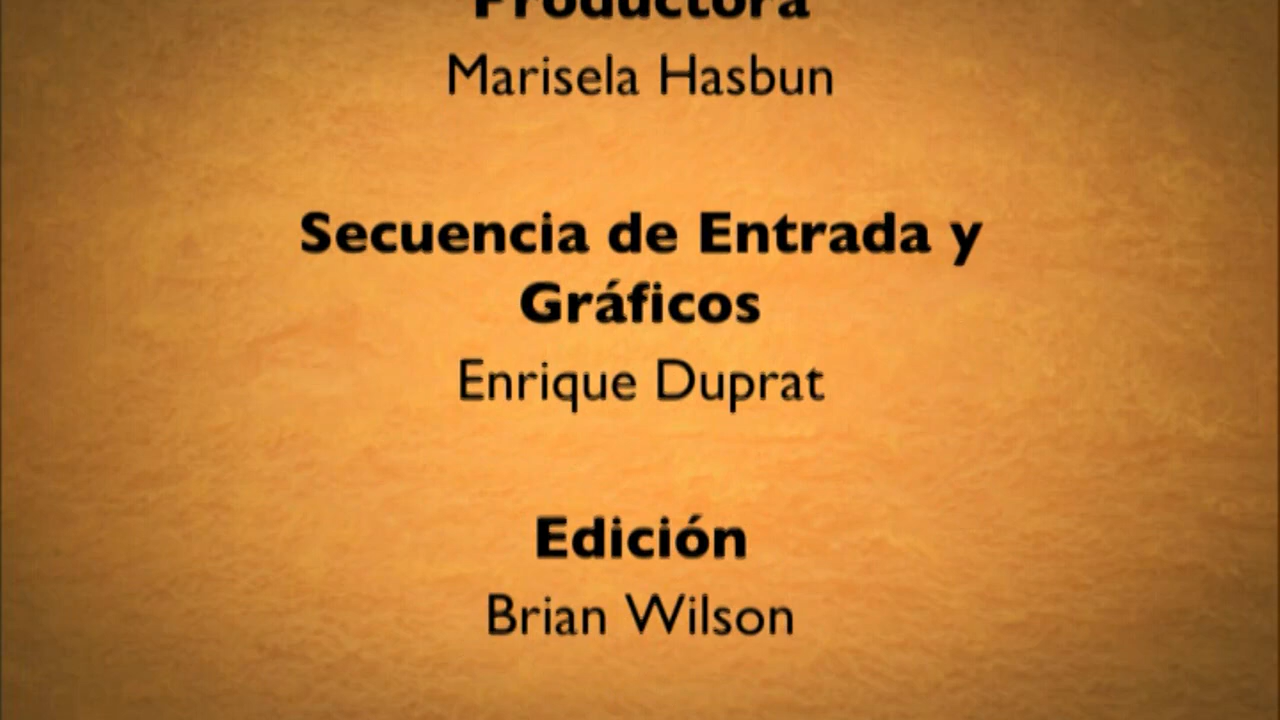 Productora
Marisela Hasbun
Secuencia de Entrada y
Gráficos
Enrique Duprat
Edición
Brian Wilson